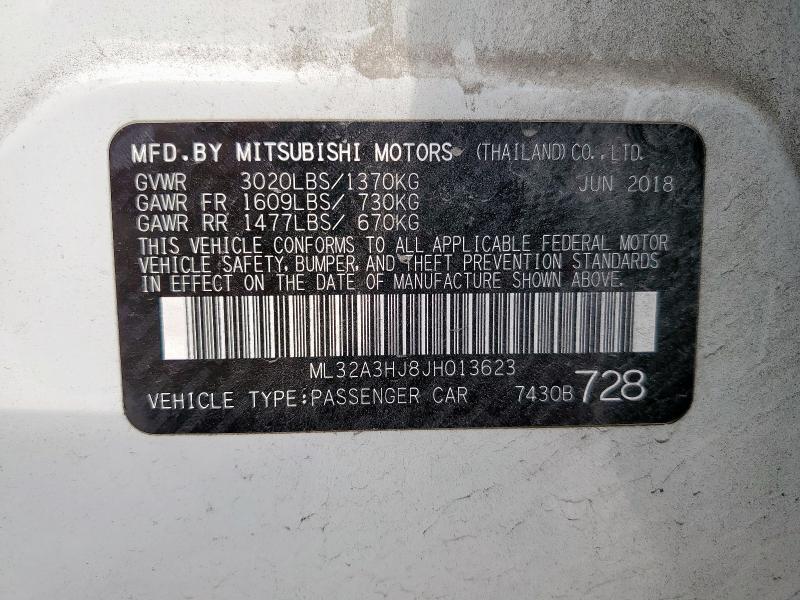 MFD.BY MITSUBISHI MOTORS (THAILAND)CO.,LTD.
GVWR 3020LBS/1370KG JUN 2018
GAWR FR 1609LBS/ 730KG
GAWR RR 1477LBS/ 670KG
THIS VEHICLE CONFORMS TO ALL APPLICABLE FEDERAL MOTOR
VEHICLE SAFETY, BUMPER, AND THEFT PREVENTION STANDARDS
IN EFFECT ON THE DATE OF MANUFACTURE SHOWN ABOVE.
ML32A3HJ8JH013623
VEHICLE TYPE:PASSENGER CAR 7430B 728